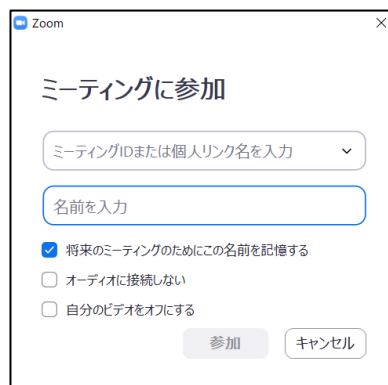 Zoom
ミーティングに参加
ミーティングIDまたは個人リンク名を入力
名前を入力
将来のミーティングのためにこの名前を記憶する
オーディオに接続しない
自分のビデオをオフにする
参加 キャンセル